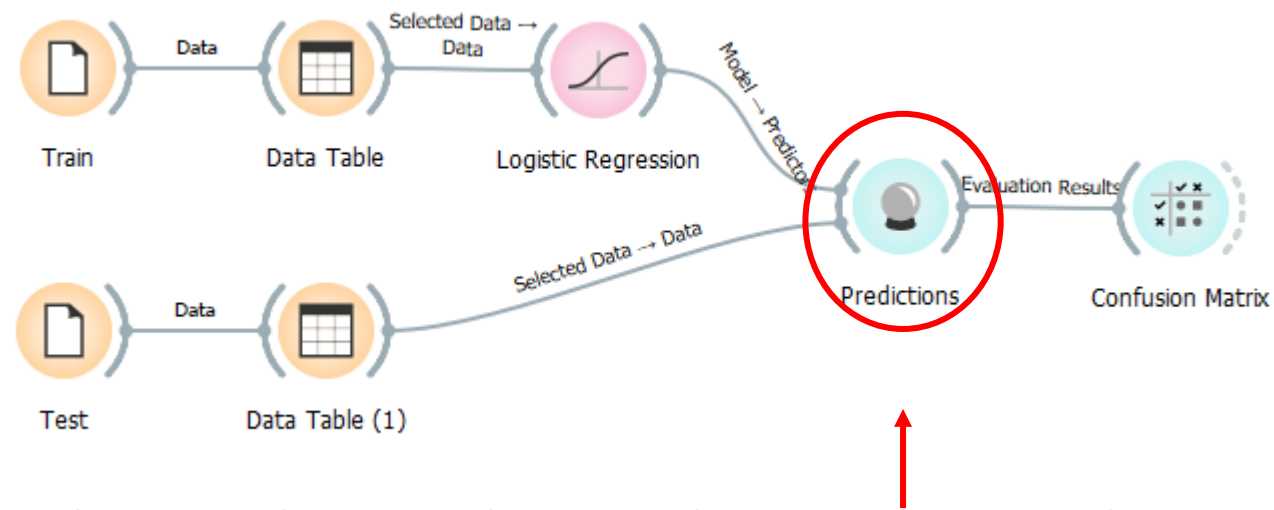 Data
Selected Data →
Data
Model → Predictors
Train
Data Table
Logistic Regression
Evaluation Results
Selected Data → Data
Predictions
Confusion Matrix
Data
Test
Data Table (1)